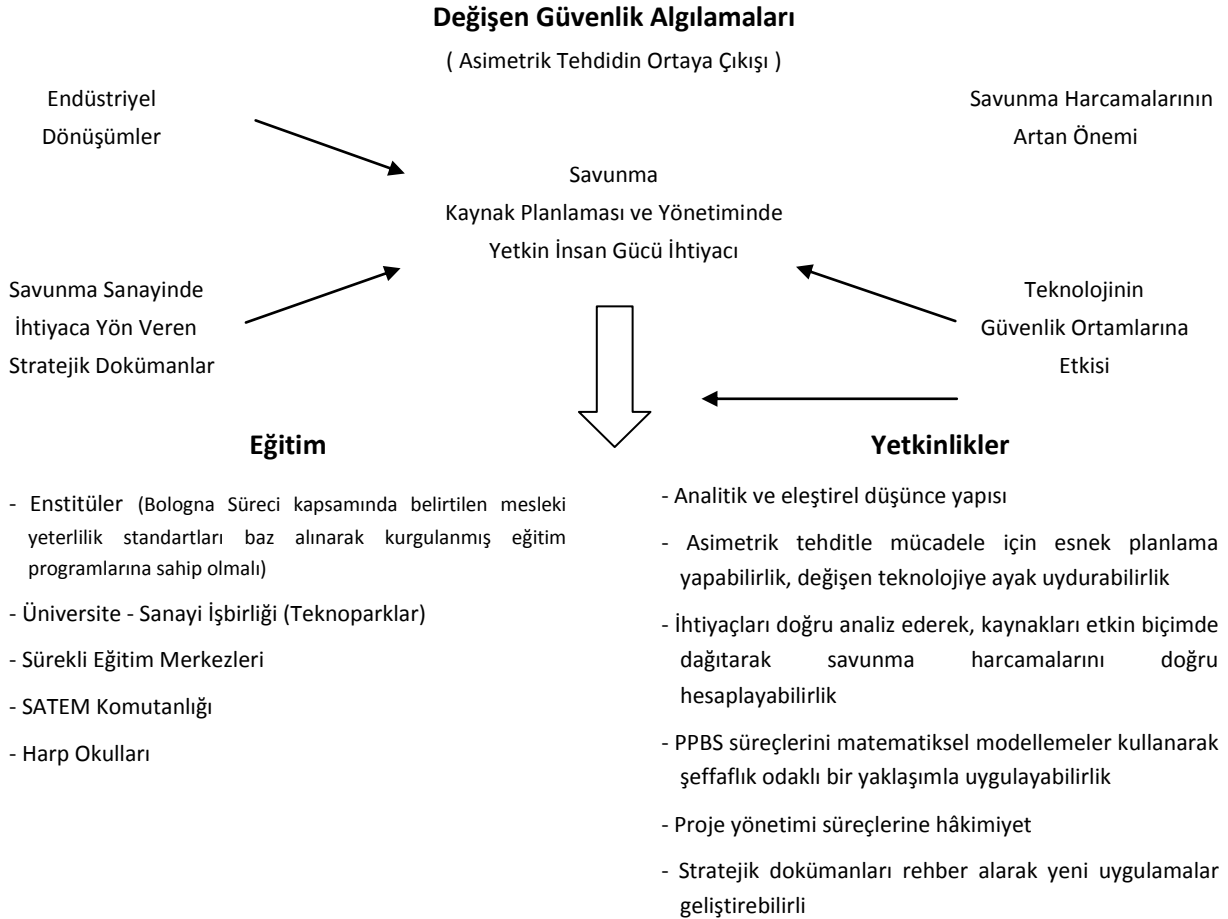 Değişen Güvenlik Algılamaları
( Asimetrik Tehdidin Ortaya Çıkışı )
Endüstriyel
Dönüşümler
Savunma Harcamalarının
Artan Önemi
Savunma
Kaynak Planlaması ve Yönetiminde
Yetkin İnsan Gücü İhtiyacı
Savunma Sanayinde
İhtiyaca Yön Veren
Stratejik Dokümanlar
Teknolojinin
Güvenlik Ortamlarına
Etkisi
Eğitim
- Enstitüler (Bologna Süreci kapsamında belirtilen mesleki
yeterlilik standartları baz alınarak kurgulanmış eğitim
programlarına sahip olmalı)
- Üniversite - Sanayi İşbirliği (Teknoparklar)
- Sürekli Eğitim Merkezleri
- SATEM Komutanlığı
- Harp Okulları
Yetkinlikler
- Analitik ve eleştirel düşünce yapısı
- Asimetrik tehditle mücadele için esnek planlama
yapabilirlik, değişen teknolojiye ayak uydurabilirlik
- İhtiyaçları doğru analiz ederek, kaynakları etkin biçimde
dağıtarak savunma harcamalarını doğru
hesaplayabilirlik
- PPBS süreçlerini matematiksel modellemeler kullanarak
şeffaflık odaklı bir yaklaşımla uygulayabilirlik
- Proje yönetimi süreçlerine hâkimiyet
- Stratejik dokümanları rehber alarak yeni uygulamalar
geliştirebilirli